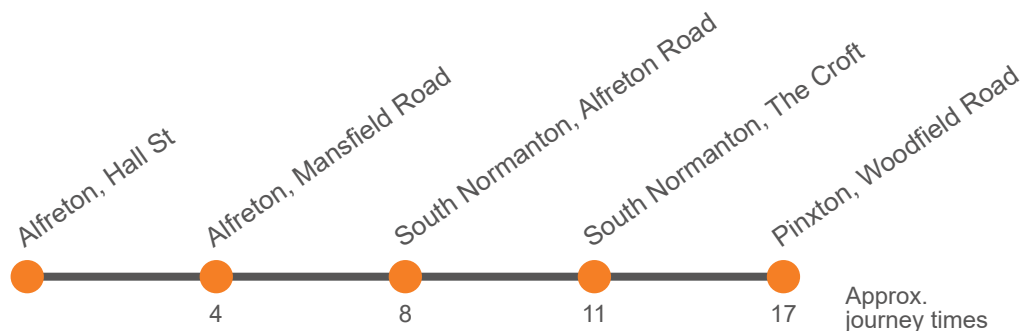 Alfreton, Hall St
Alfreton, Mansfield Road
South Normanton, Alfreton Road
South Normanton, The Croft
Pinxton, Woodfield Road
4
8
11
17
Approx.
journey times